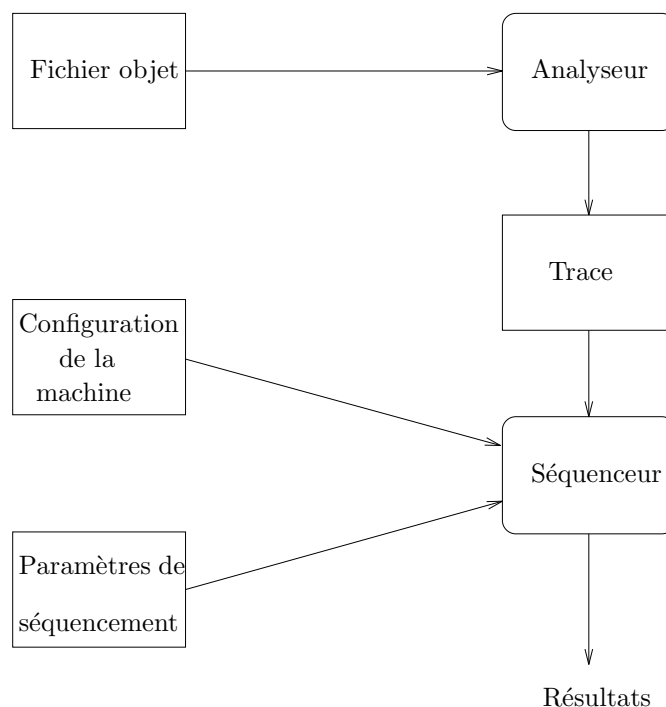 Fichier objet
Analyseur
Trace
Configuration
de la
machine
Séquenceur
Paramètres de
séquencement
Résultats